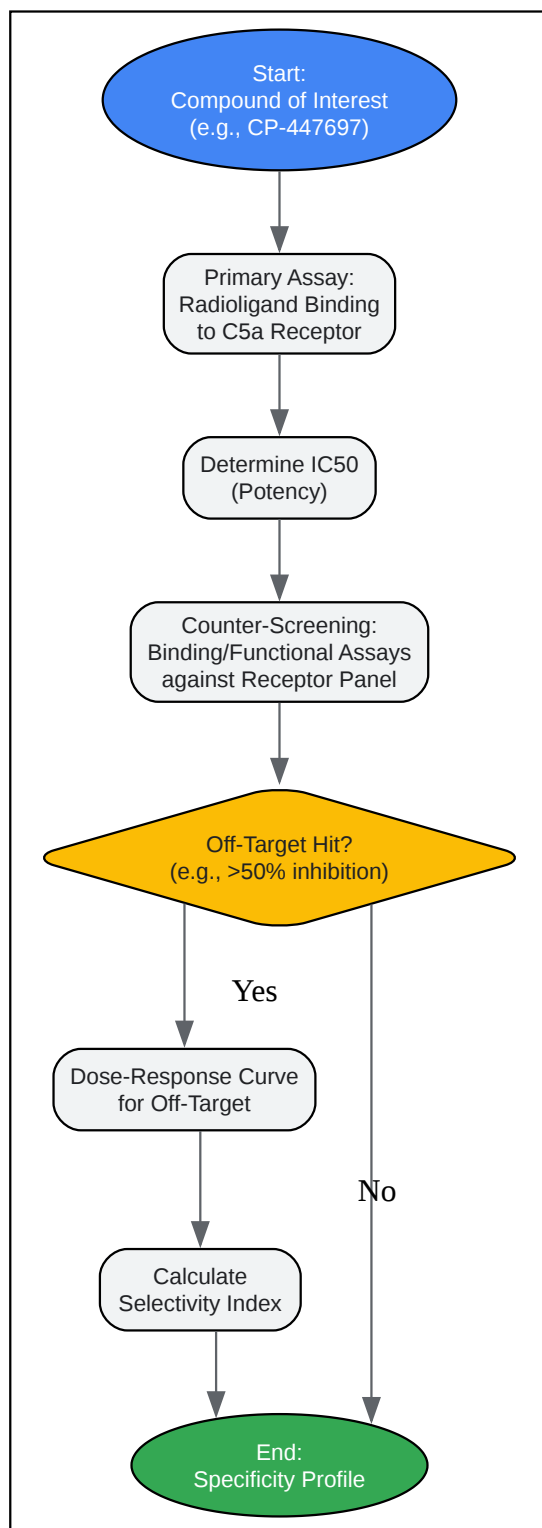 Start:
Compound of Interest
(e.g., CP-447697)
Primary Assay:
Radioligand Binding
to C5a Receptor
Determine IC50
(Potency)
Counter-Screening:
Binding/Functional Assays
against Receptor Panel
Off-Target Hit?
(e.g., >50% inhibition)
Yes
Dose-Response Curve
for Off-Target
No
Calculate
Selectivity Index
End:
Specificity Profile